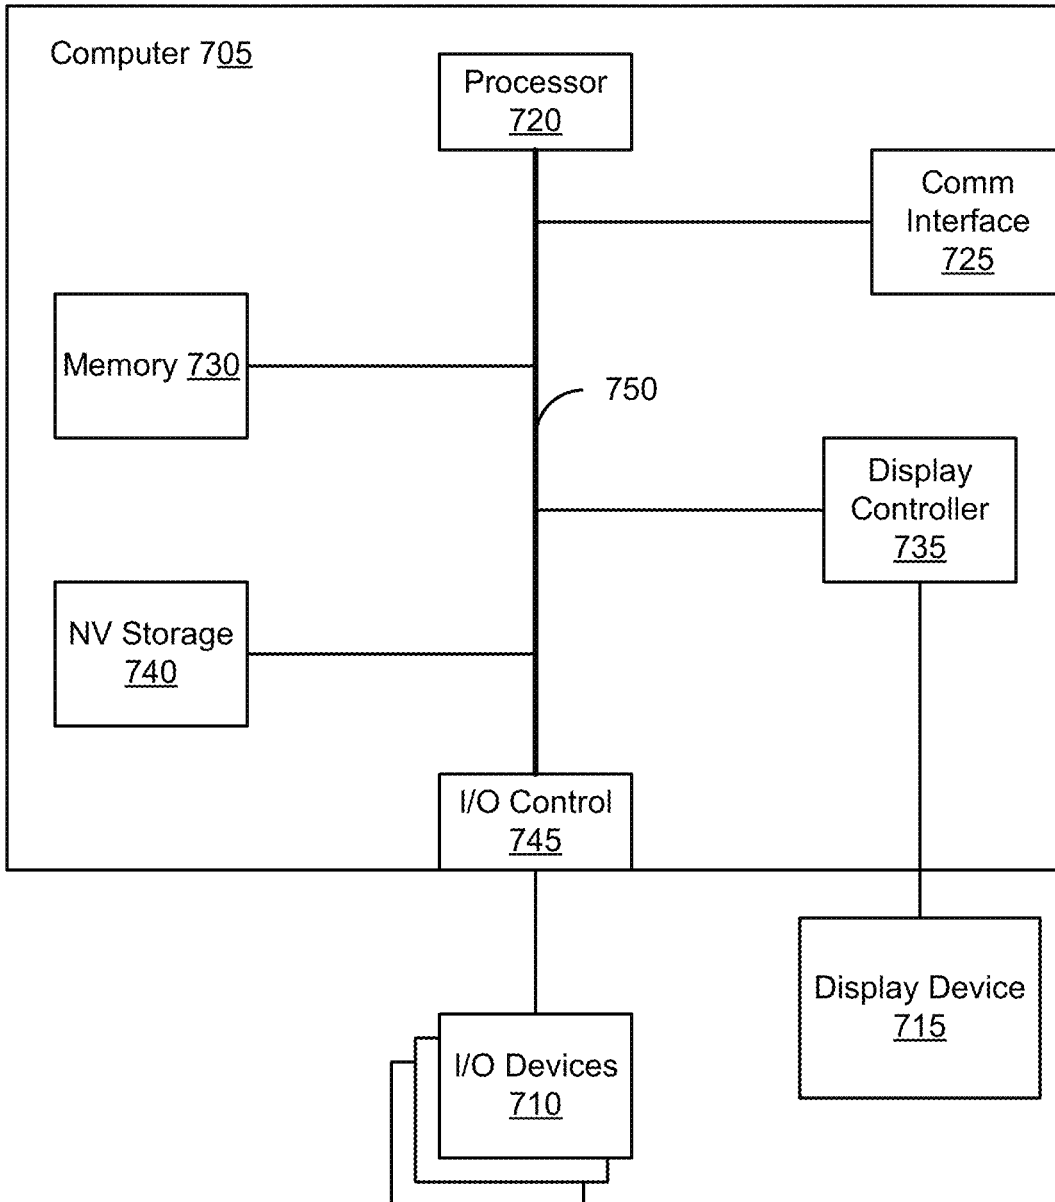 Computer 705
Processor
720
Comm
Interface
725
Memory 730
750
Display
Controller
735
NV Storage
740
I/O Control
745
Display Device
715
I/O Devices
710